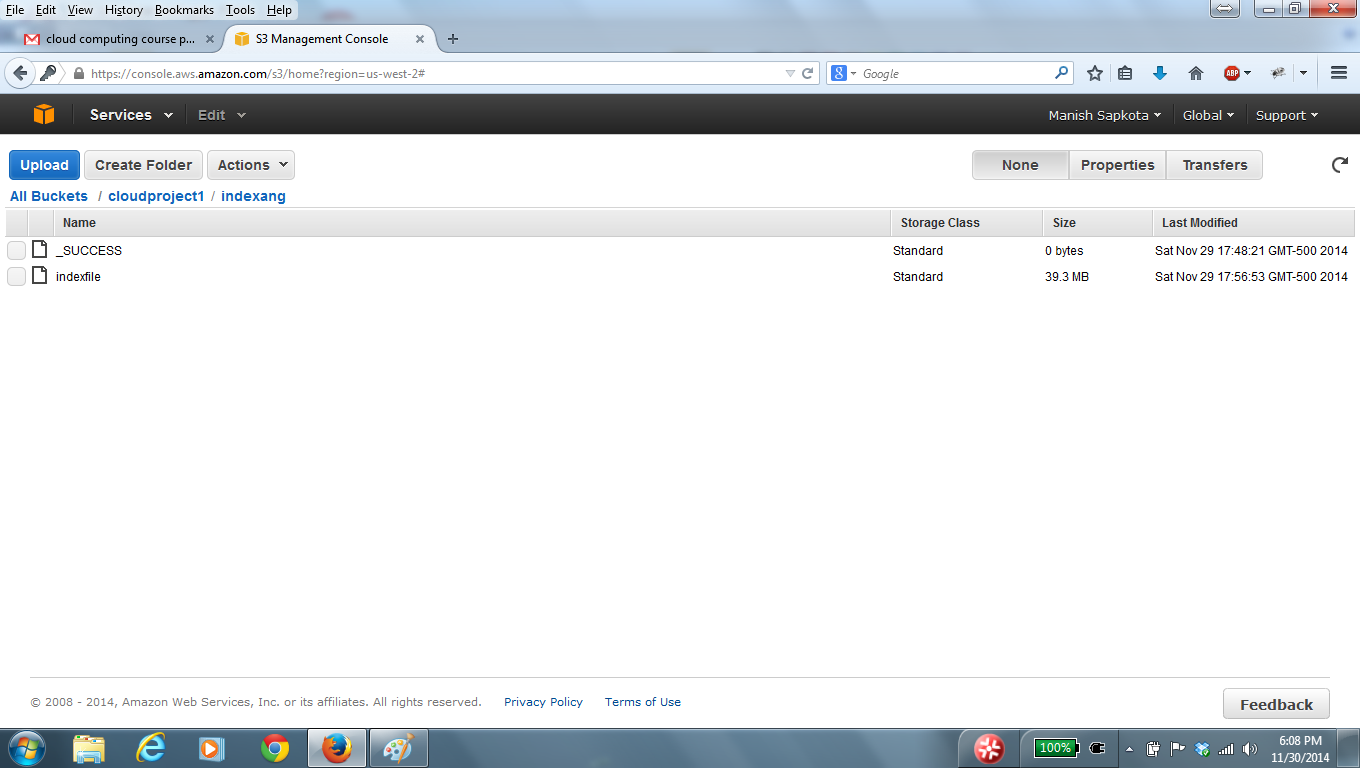 File Edit View History Bookmarks Tools Help
cloud computing course p... × S3 Management Console × +
https://console.aws.amazon.com/s3/home?region=us-west-2# Google ABP
Services Edit Manish Sapkota Global Support
Upload Create Folder Actions None Properties Transfers
All Buckets / cloudproject1 / indexang
Name Storage Class Size Last Modified
_SUCCESS Standard 0 bytes Sat Nov 29 17:48:21 GMT-500 2014
indexfile Standard 39.3 MB Sat Nov 29 17:56:53 GMT-500 2014
© 2008 - 2014, Amazon Web Services, Inc. or its affiliates. All rights reserved. Privacy Policy Terms of Use Feedback
100% 6:08 PM
11/30/2014